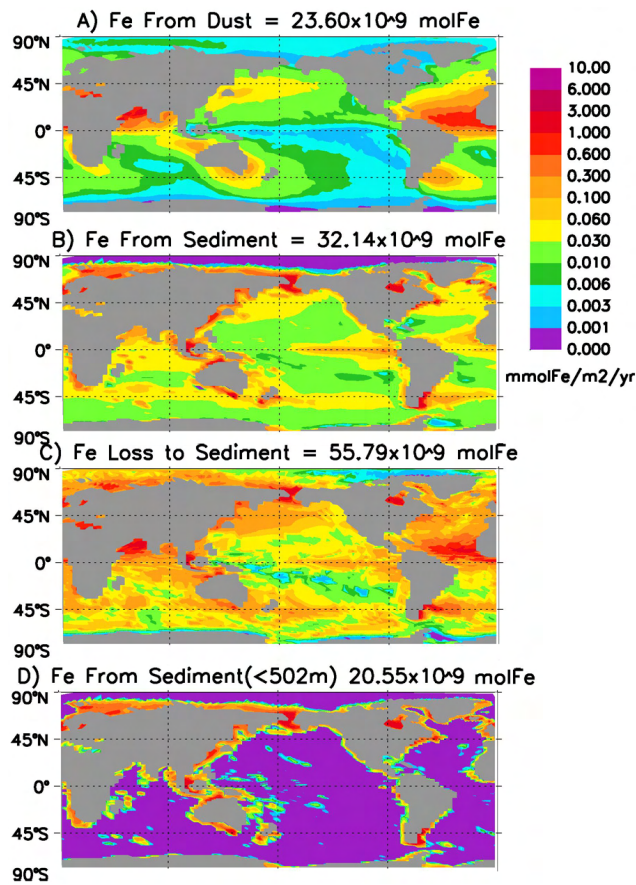 A) Fe From Dust = 23.60x10^9 molFe
90°N
45°N
0°
45°S
90°S
10.00
6.000
3.000
1.000
0.600
0.300
0.100
0.060
0.030
0.010
0.006
0.003
0.001
0.000
mmolFe/m2/yr
B) Fe From Sediment = 32.14x10^9 molFe
90°N
45°N
0°
45°S
90°S
C) Fe Loss to Sediment = 55.79x10^9 molFe
90°N
45°N
0°
45°S
90°S
D) Fe From Sediment(<502m) 20.55x10^9 molFe
90°N
45°N
0°
45°S
90°S